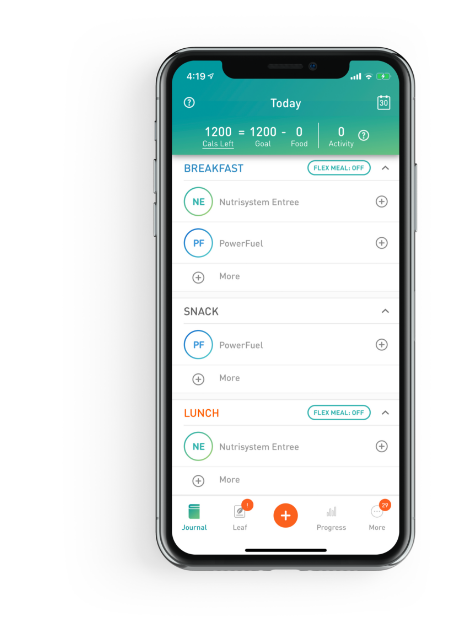 4:19
Today
30
1200 = 1200 - 0 0
Cals Left Goal Food Activity
BREAKFAST FLEX MEAL: OFF
NE Nutrisystem Entree
PF PowerFuel
More
SNACK
PF PowerFuel
More
LUNCH FLEX MEAL: OFF
NE Nutrisystem Entree
More
1 29
Journal Leaf Progress More